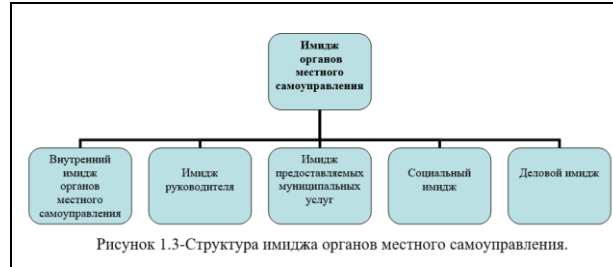 Имидж
органов
местного
самоуправления
Внутренний
имидж
органов
местного
самоуправления
Имидж
руководителя
Имидж
предоставляемых
муниципальных
услуг
Социальный
имидж
Деловой имидж
Рисунок 1.3-Структура имиджа органов местного самоуправления.